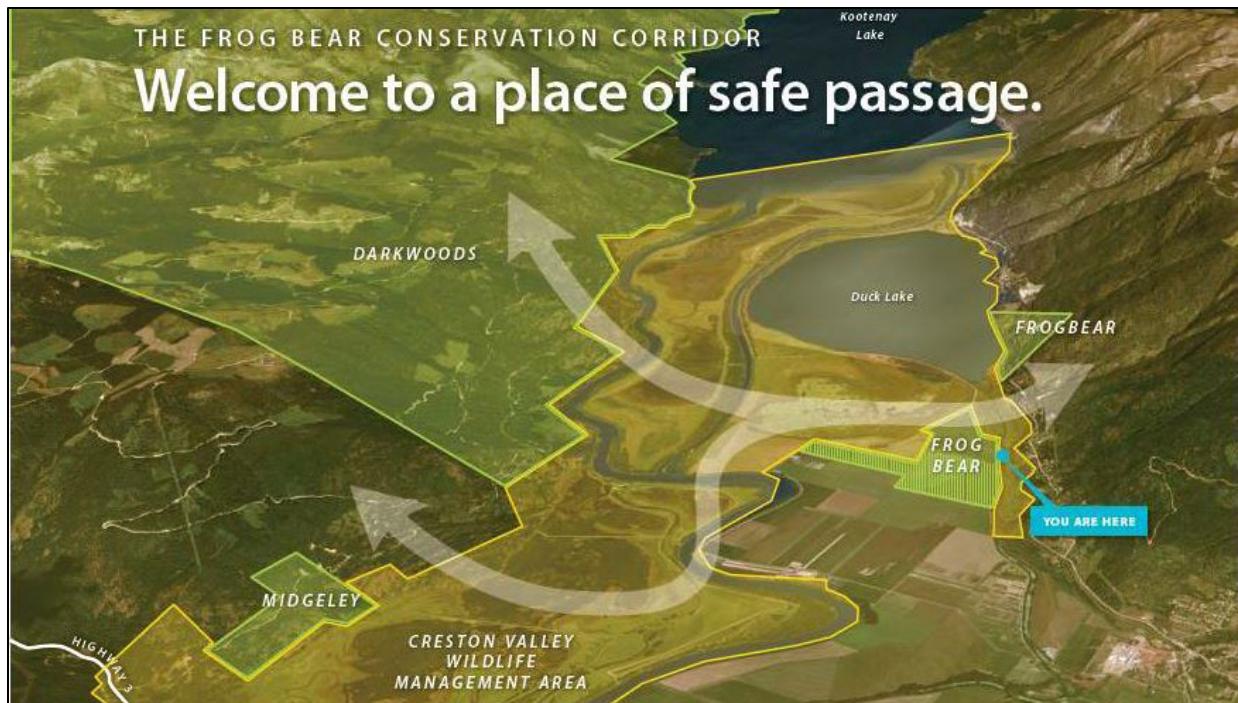 THE FROG BEAR CONSERVATION CORRIDOR
Welcome to a place of safe passage.
Kootenay
Lake
DARKWOODS
Duck Lake
FROGBEAR
FROG
BEAR
YOU ARE HERE
MIDGELEY
CRESTON VALLEY
WILDLIFE
MANAGEMENT AREA
HIGHWAY 3